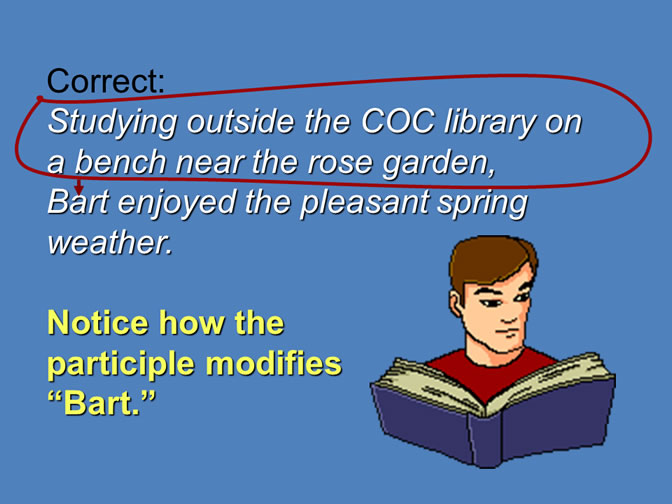 Correct:
Studying outside the COC library on
a bench near the rose garden,
Bart enjoyed the pleasant spring
weather.
Notice how the
participle modifies
“Bart.”